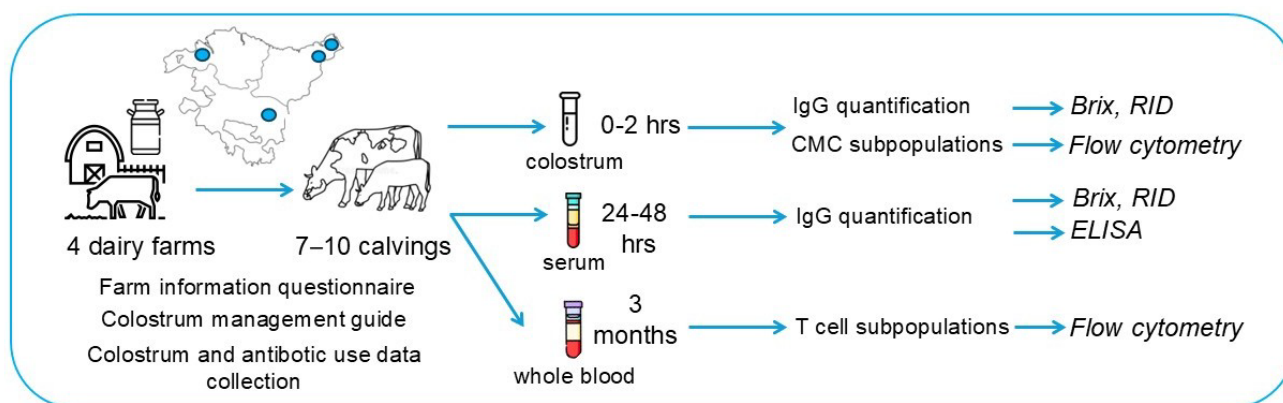 4 dairy farms
7–10 calvings
Farm information questionnaire
Colostrum management guide
Colostrum and antibotic use data
collection
colostrum
0-2 hrs
IgG quantification
Brix, RID
CMC subpopulations
Flow cytometry
serum
24-48
hrs
IgG quantification
Brix, RID
ELISA
whole blood
3
months
T cell subpopulations
Flow cytometry